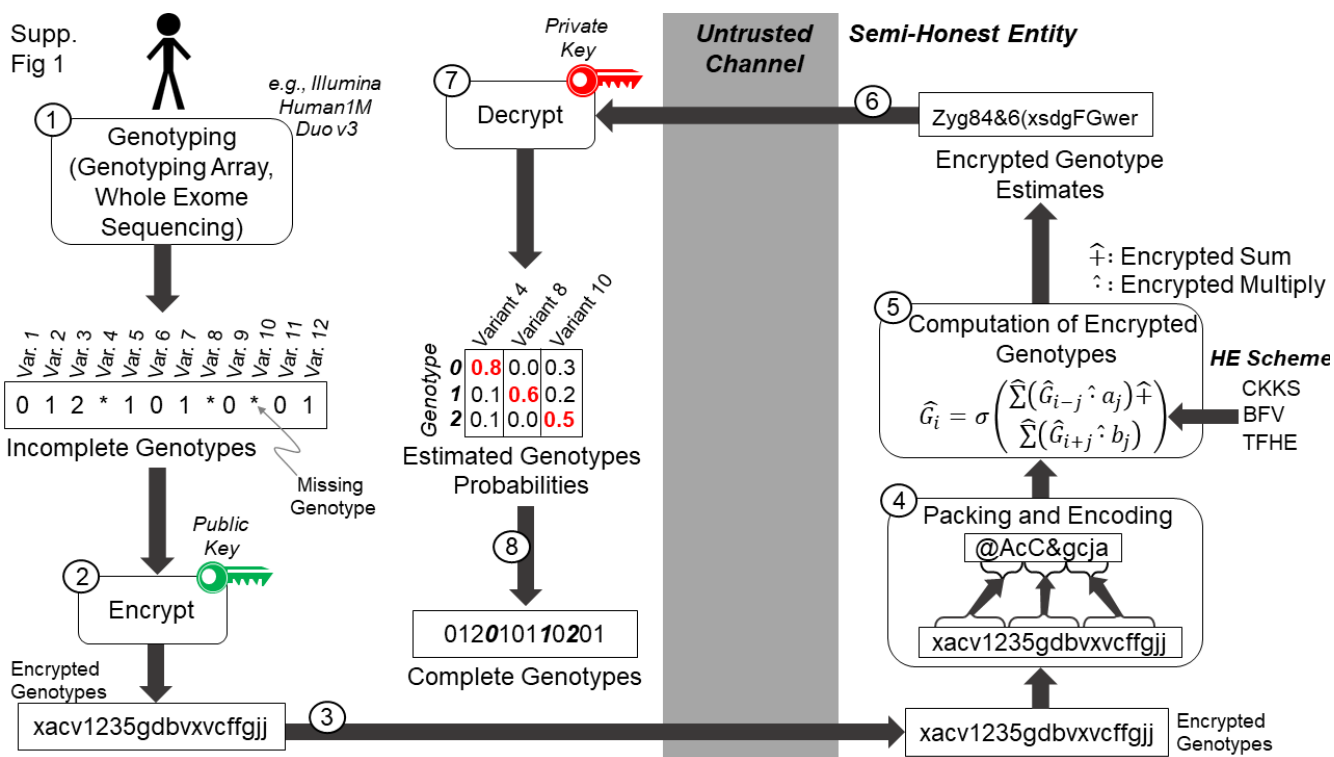 Supp.
Fig 1
e.g., Illumina
Human1M
Duo v3
1
Genotyping
(Genotyping Array,
Whole Exome
Sequencing)
Var. 1
Var. 2
Var. 3
Var. 4
Var. 5
Var. 6
Var. 7
Var. 8
Var. 9
Var. 10
Var. 11
Var. 12
0 1 2 * 1 0 1 * 0 * 0 1
Incomplete Genotypes
Missing
Genotype
Public
Key
2
Encrypt
Encrypted
Genotypes
xacv1235gdbvxvcffgjj
3
Private
Key
7
Decrypt
Variant 4
Variant 8
Variant 10
Genotype
0 0.8 0.0 0.3
1 0.1 0.6 0.2
2 0.1 0.0 0.5
Estimated Genotypes
Probabilities
8
012010110201
Complete Genotypes
Untrusted
Channel
Semi-Honest Entity
6
Zyg84&6(xsdgFGwer
Encrypted Genotype
Estimates
∓̂: Encrypted Sum
:̂: Encrypted Multiply
5
Computation of Encrypted
Genotypes
Ĝᵢ = σ( ∑̂(Ĝᵢ₋ⱼ :̂ aⱼ) +̂
∑̂(Ĝᵢ₊ⱼ :̂ bⱼ) )
HE Scheme
CKKS
BFV
TFHE
4
Packing and Encoding
@AcC&gcja
xacv1235gdbvxvcffgjj
xacv1235gdbvxvcffgjj
Encrypted
Genotypes